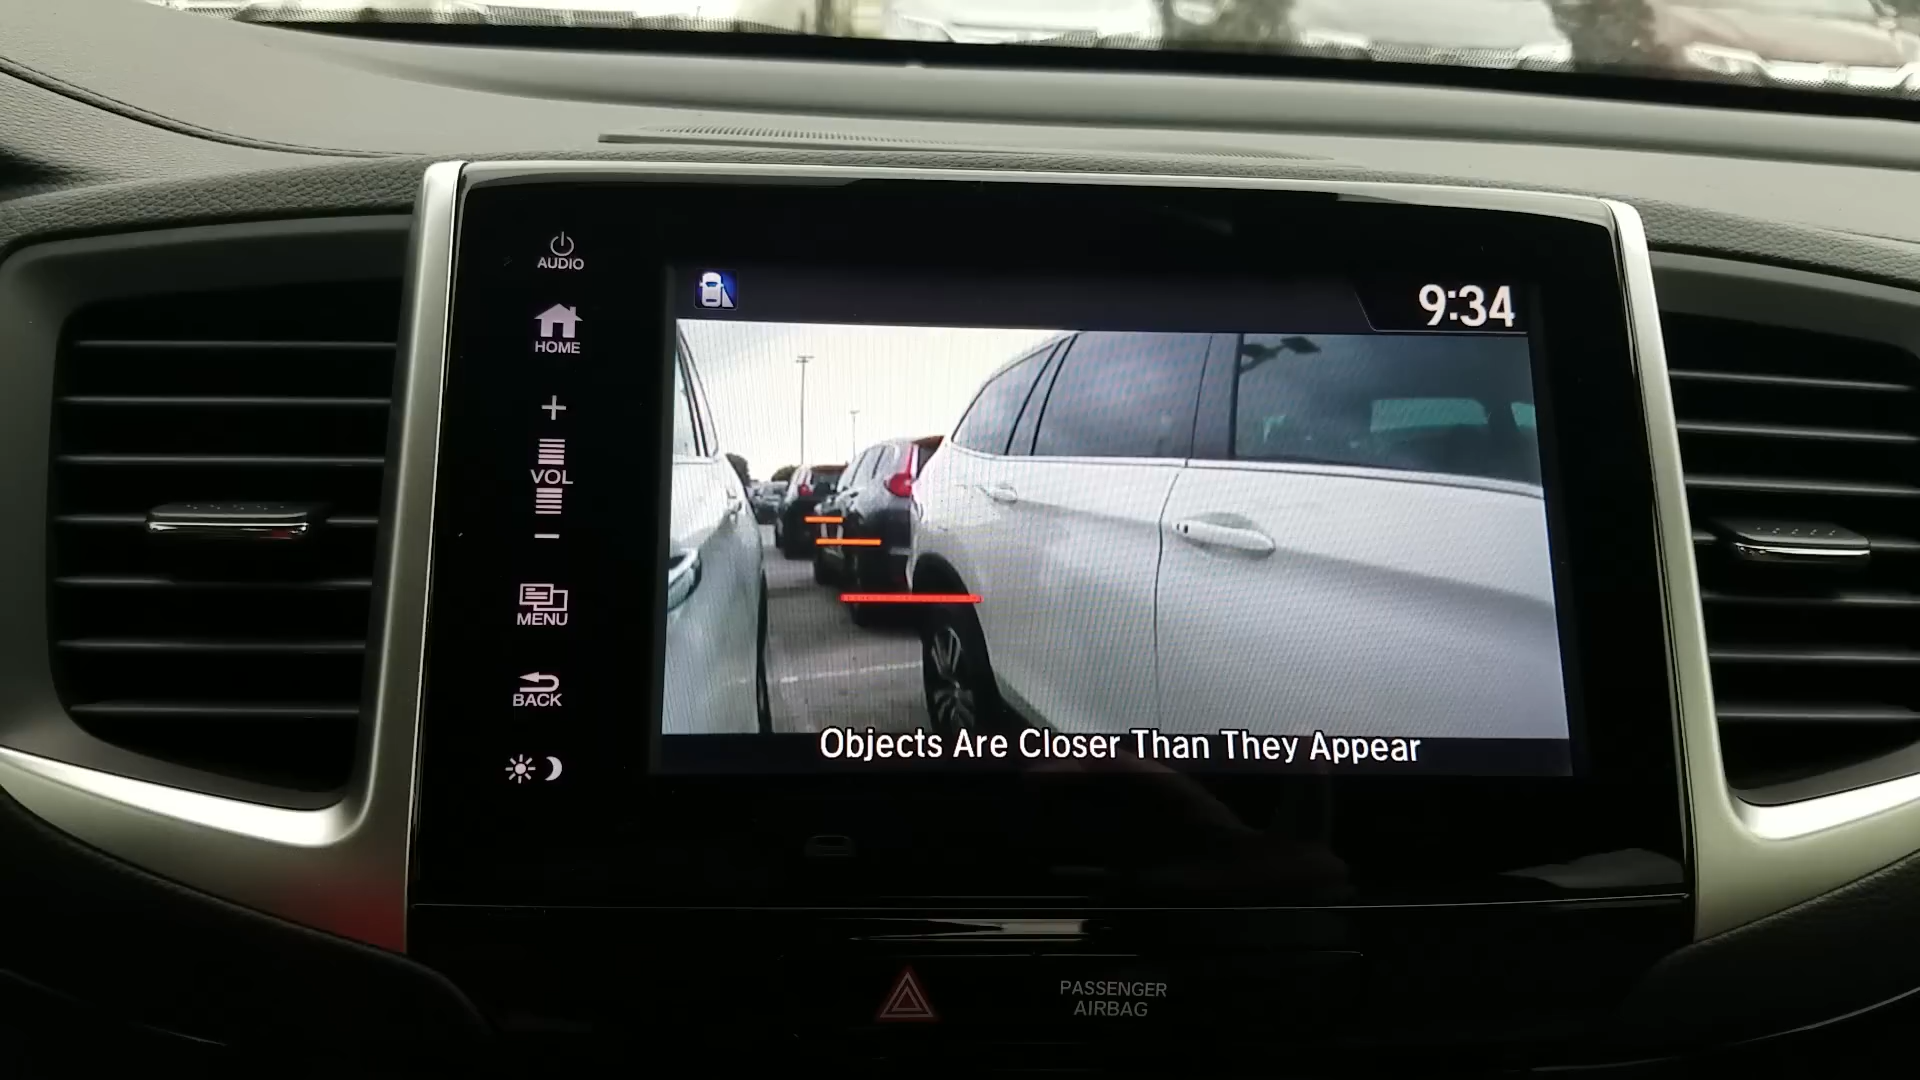 AUDIO
HOME
+
VOL
−
MENU
BACK
9:34
Objects Are Closer Than They Appear
PASSENGER
AIRBAG